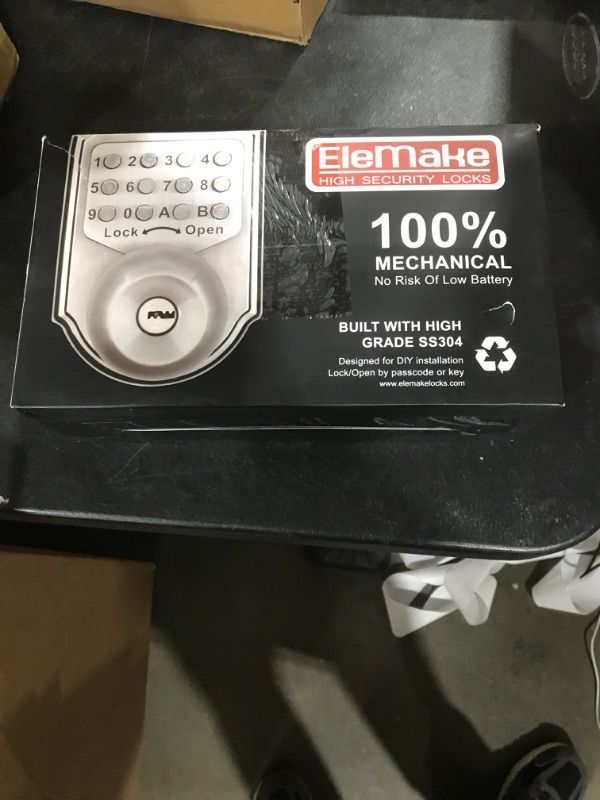 EleMake
HIGH SECURITY LOCKS
1 2 3 4
5 6 7 8
9 0 A B
Lock Open
100%
MECHANICAL
No Risk Of Low Battery
BUILT WITH HIGH
GRADE SS304
Designed for DIY installation
Lock/Open by passcode or key
www.elemakelocks.com